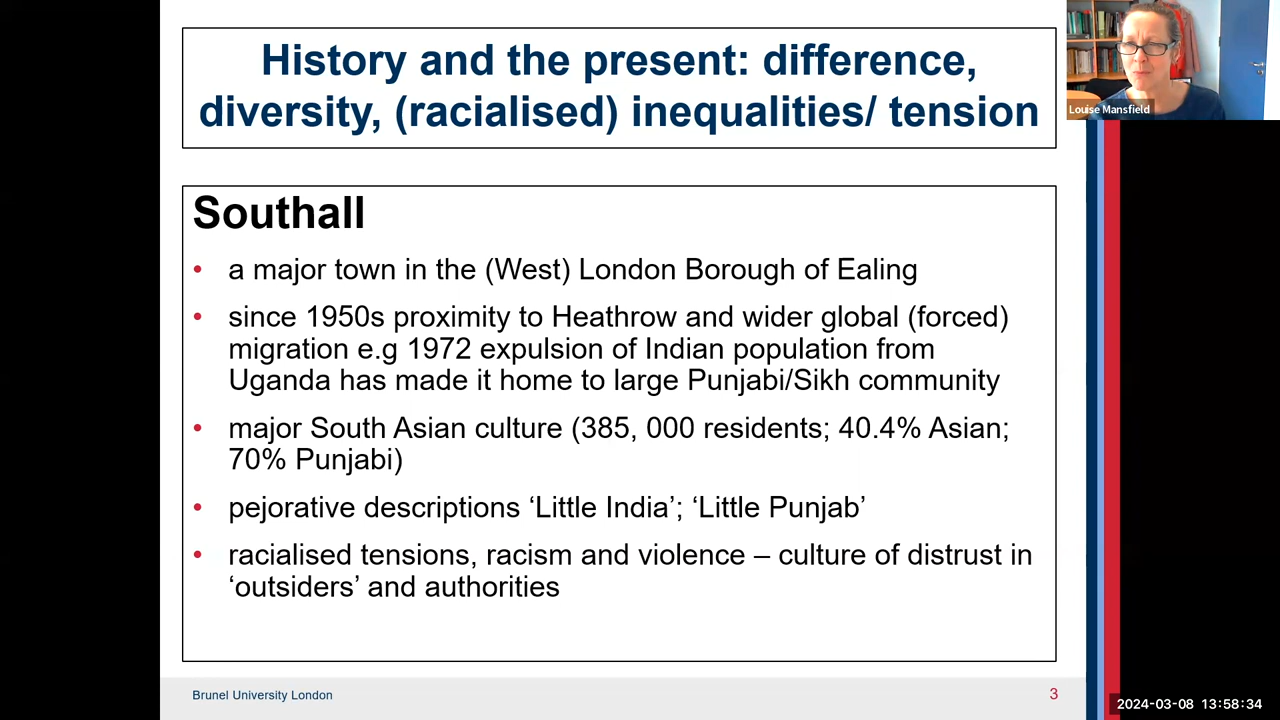 History and the present: difference,
diversity, (racialised) inequalities/ tension
Louise Mansfield
Southall
• a major town in the (West) London Borough of Ealing
• since 1950s proximity to Heathrow and wider global (forced)
migration e.g 1972 expulsion of Indian population from
Uganda has made it home to large Punjabi/Sikh community
• major South Asian culture (385, 000 residents; 40.4% Asian;
70% Punjabi)
• pejorative descriptions ‘Little India’; ‘Little Punjab’
• racialised tensions, racism and violence – culture of distrust in
‘outsiders’ and authorities
Brunel University London
3
2024-03-08 13:58:34